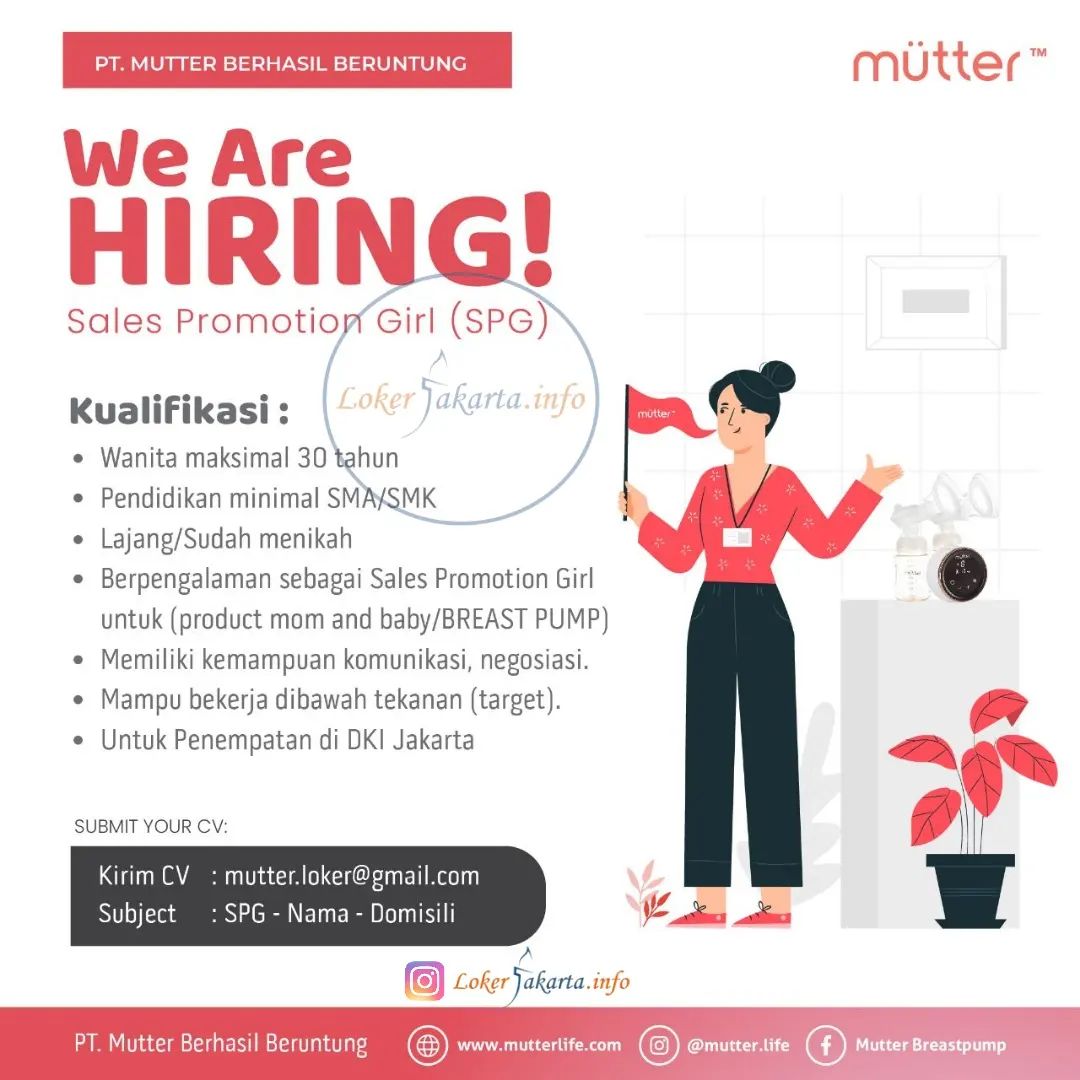 PT. MUTTER BERHASIL BERUNTUNG
mütter™
We Are
HIRING!
Sales Promotion Girl (SPG)
LokerJakarta.info
Kualifikasi :
• Wanita maksimal 30 tahun
• Pendidikan minimal SMA/SMK
• Lajang/Sudah menikah
• Berpengalaman sebagai Sales Promotion Girl
untuk (product mom and baby/BREAST PUMP)
• Memiliki kemampuan komunikasi, negosiasi.
• Mampu bekerja dibawah tekanan (target).
• Untuk Penempatan di DKI Jakarta
mütter™
mütter
SUBMIT YOUR CV:
Kirim CV : mutter.loker@gmail.com
Subject : SPG - Nama - Domisili
LokerJakarta.info
PT. Mutter Berhasil Beruntung
www.mutterlife.com
@mutter.life
Mutter Breastpump